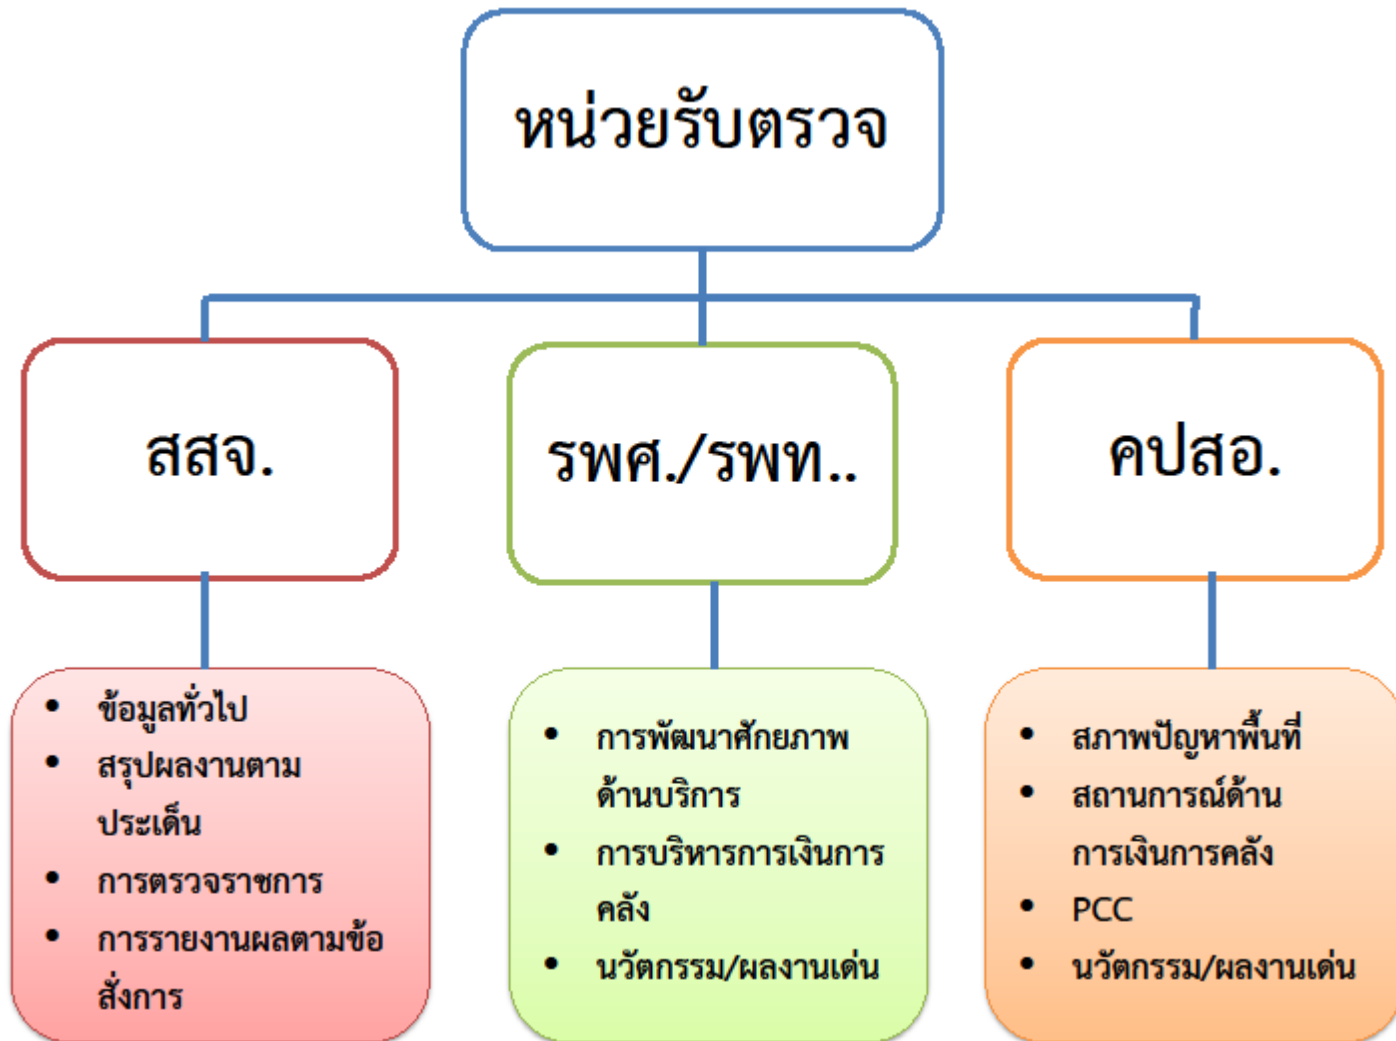 หน่วยรับตรวจ
สสจ.
รพศ./รพท..
คปสอ.
• ข้อมูลทั่วไป
• สรุปผลงานตาม
ประเด็น
• การตรวจราชการ
• การรายงานผลตามข้อ
สั่งการ
• การพัฒนาศักยภาพ
ด้านบริการ
• การบริหารการเงินการ
คลัง
• นวัตกรรม/ผลงานเด่น
• สภาพปัญหาพื้นที่
• สถานการณ์ด้าน
การเงินการคลัง
• PCC
• นวัตกรรม/ผลงานเด่น